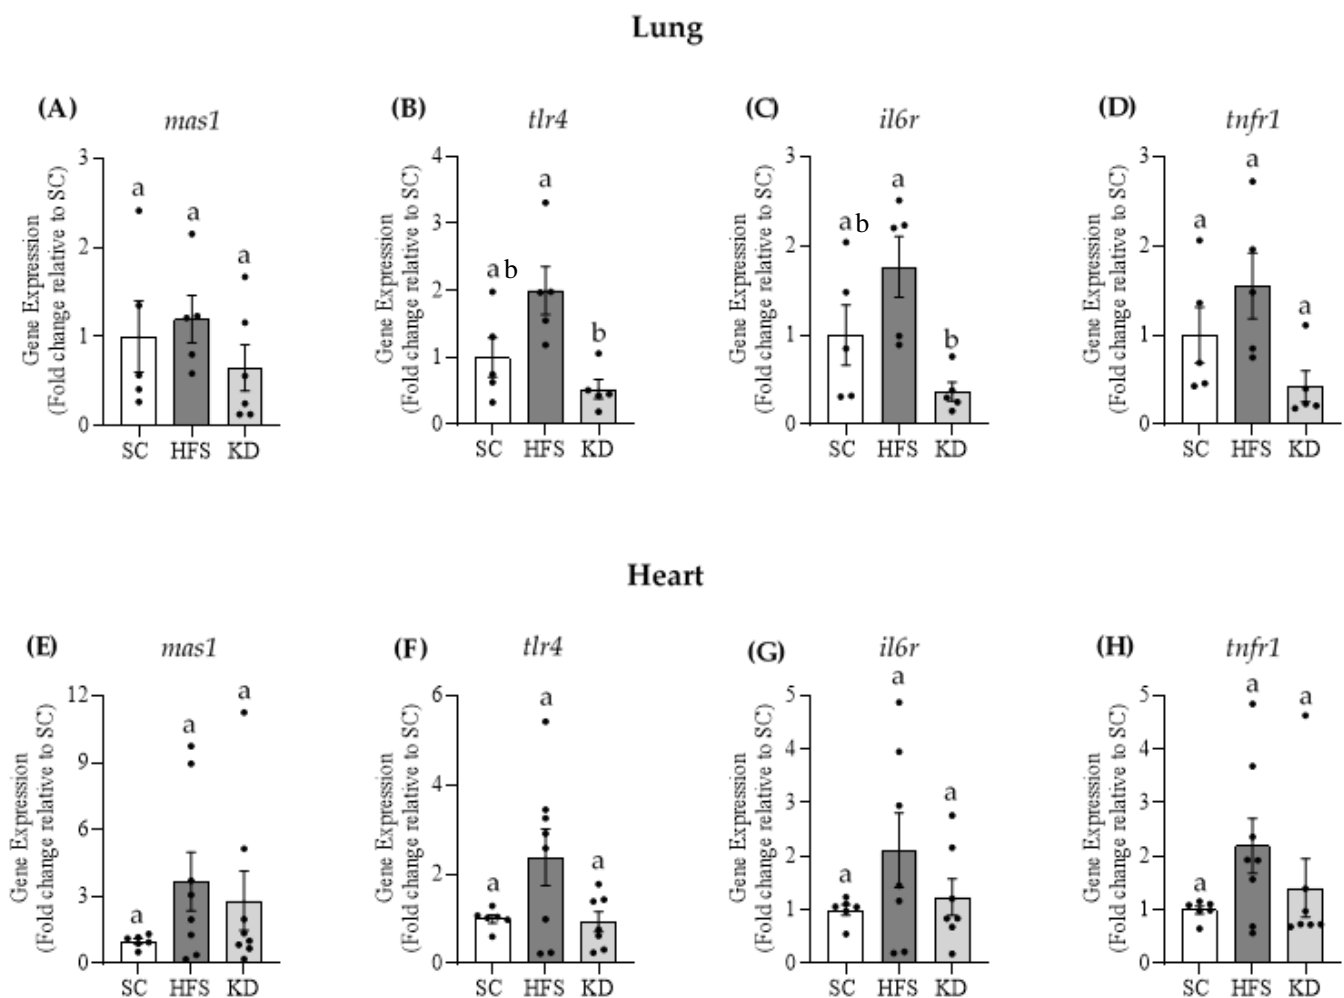 Lung
(A)
mas1
Gene Expression
(Fold change relative to SC)
3
2
1
0
a
a
a
SC HFS KD
(B)
tlr4
Gene Expression
(Fold change relative to SC)
4
3
2
1
0
a b
a
b
SC HFS KD
(C)
il6r
Gene Expression
(Fold change relative to SC)
3
2
1
0
a b
a
b
SC HFS KD
(D)
tnfr1
Gene Expression
(Fold change relative to SC)
3
2
1
0
a
a
a
SC HFS KD
Heart
(E)
mas1
Gene Expression
(Fold change relative to SC)
12
9
6
3
0
a
a
a
SC HFS KD
(F)
tlr4
Gene Expression
(Fold change relative to SC)
6
4
2
0
a
a
a
SC HFS KD
(G)
il6r
Gene Expression
(Fold change relative to SC)
5
4
3
2
1
0
a
a
a
SC HFS KD
(H)
tnfr1
Gene Expression
(Fold change relative to SC)
5
4
3
2
1
0
a
a
a
SC HFS KD